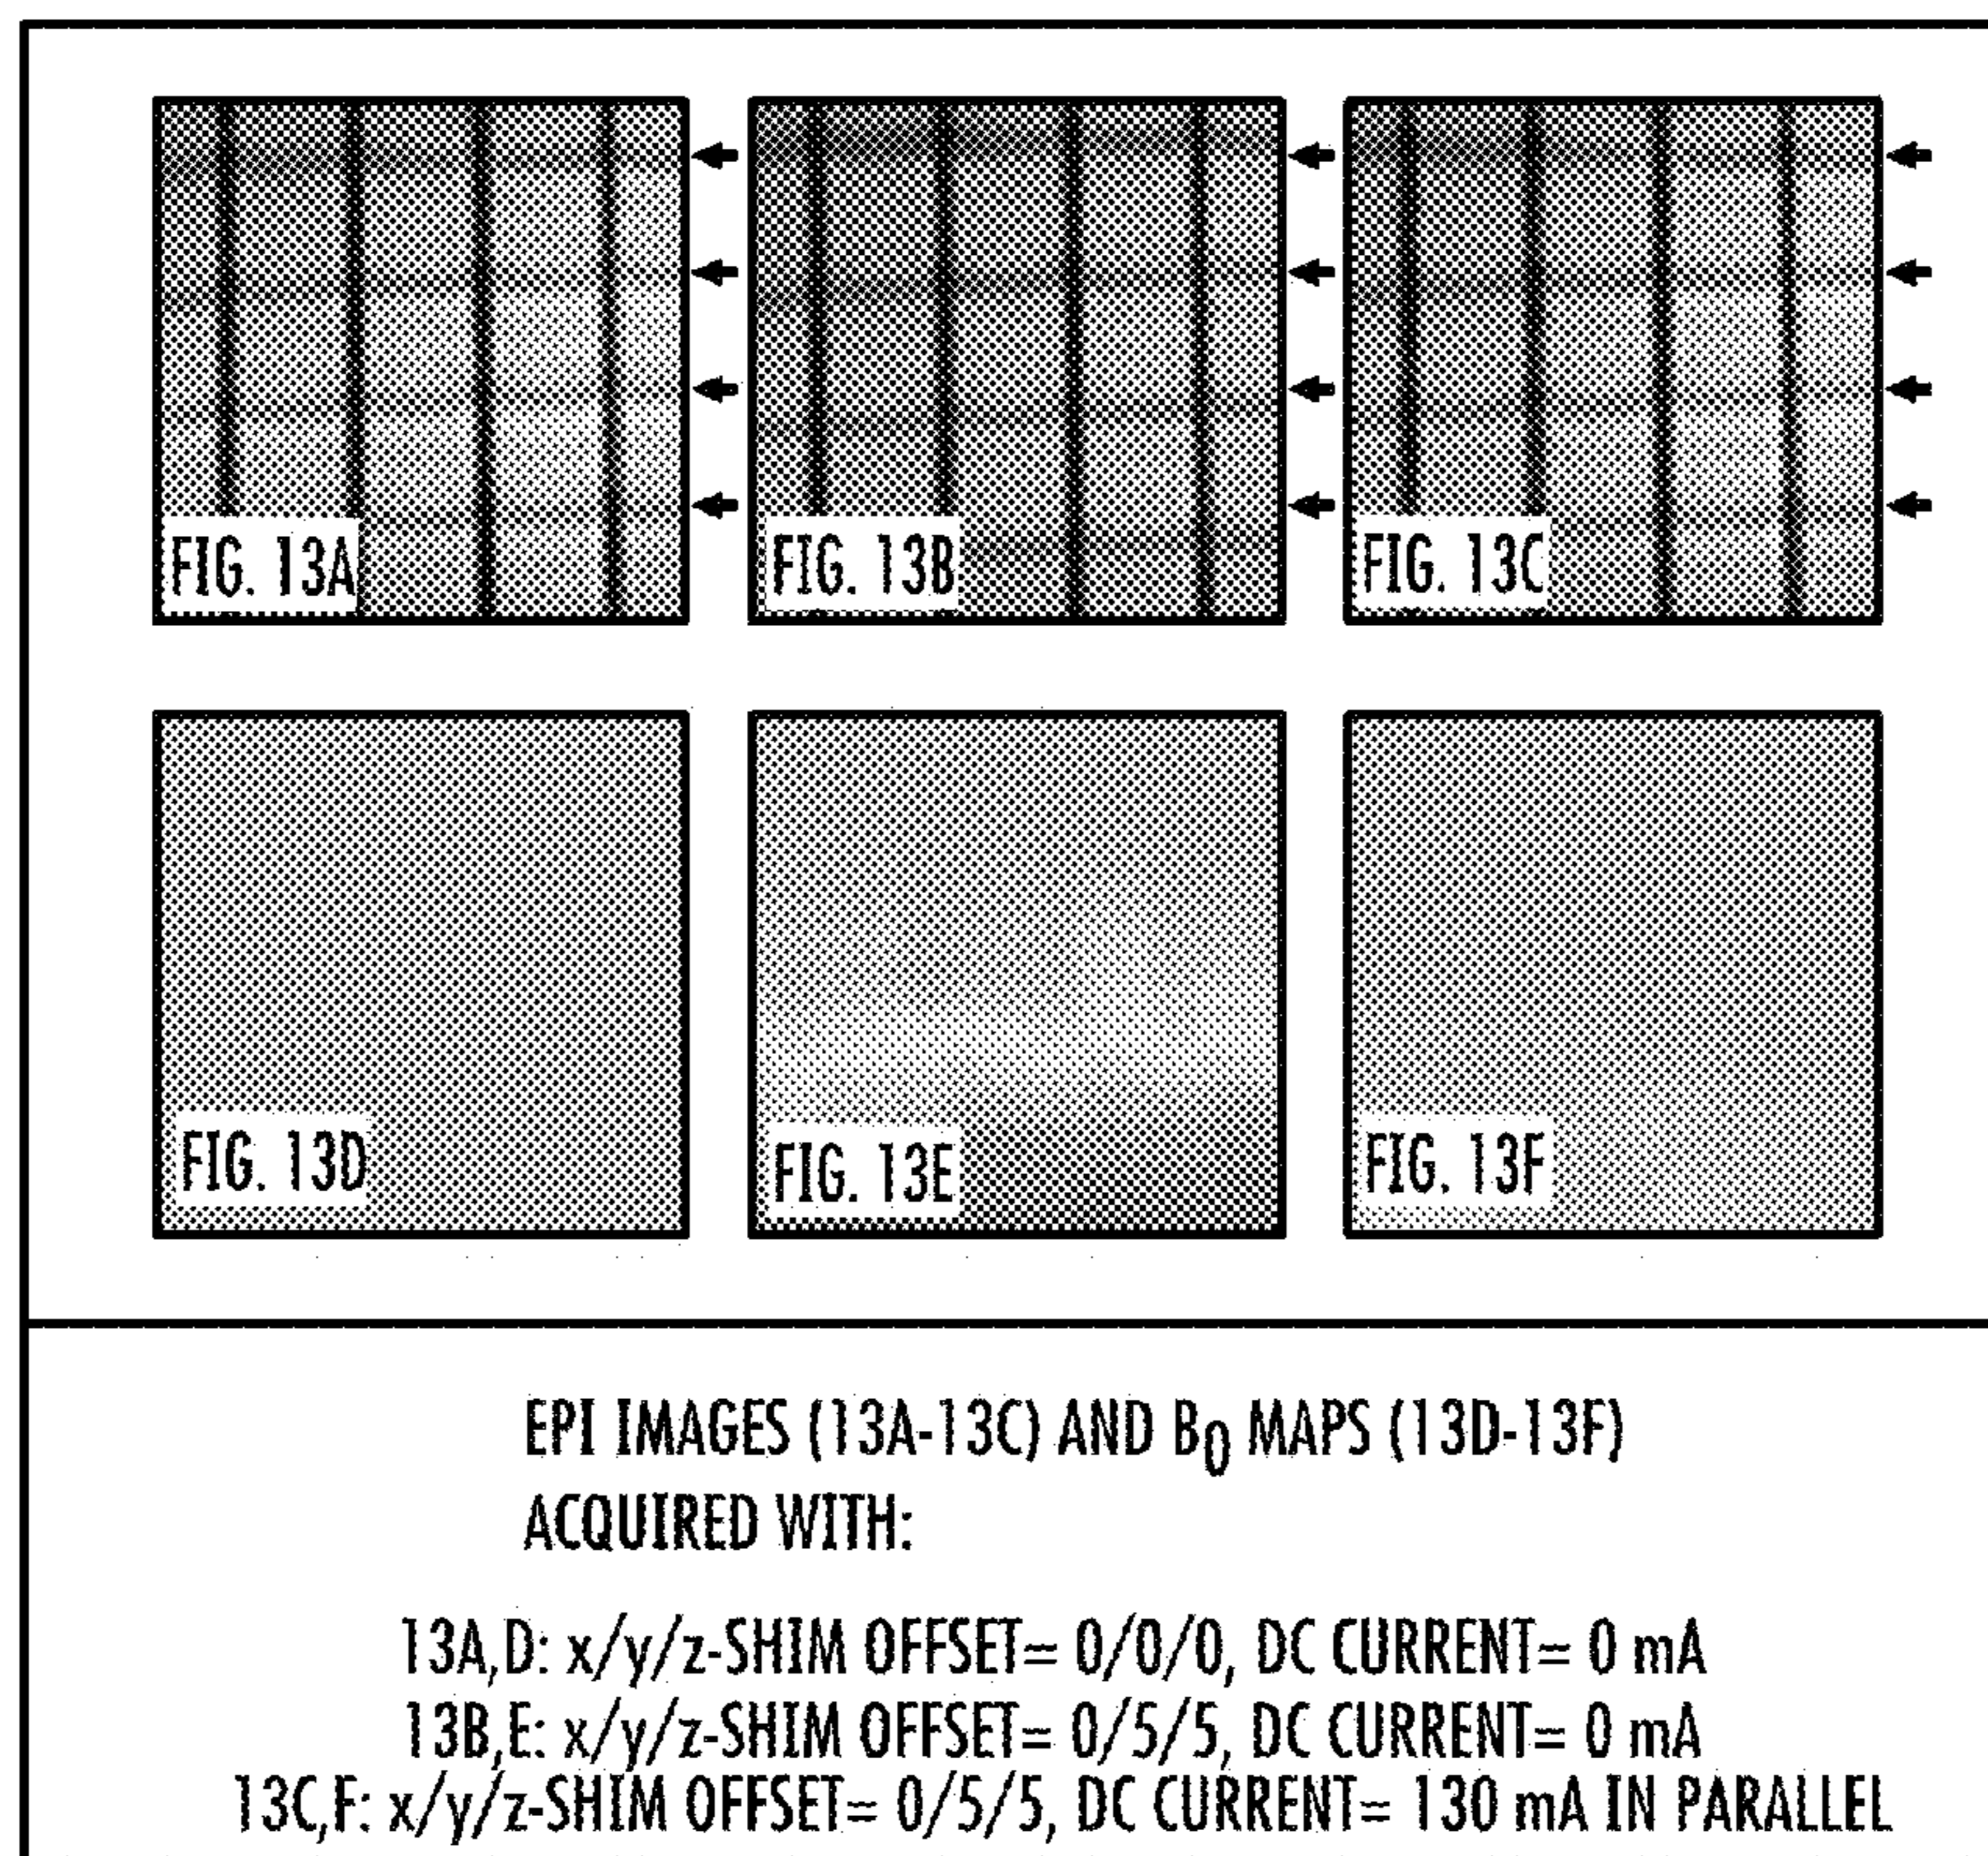 FIG. 13A
FIG. 13B
FIG. 13C
FIG. 13D
FIG. 13E
FIG. 13F
EPI IMAGES (13A-13C) AND B0 MAPS (13D-13F)
ACQUIRED WITH:
13A,D: x/y/z-SHIM OFFSET= 0/0/0, DC CURRENT= 0 mA
13B,E: x/y/z-SHIM OFFSET= 0/5/5, DC CURRENT= 0 mA
13C,F: x/y/z-SHIM OFFSET= 0/5/5, DC CURRENT= 130 mA IN PARALLEL